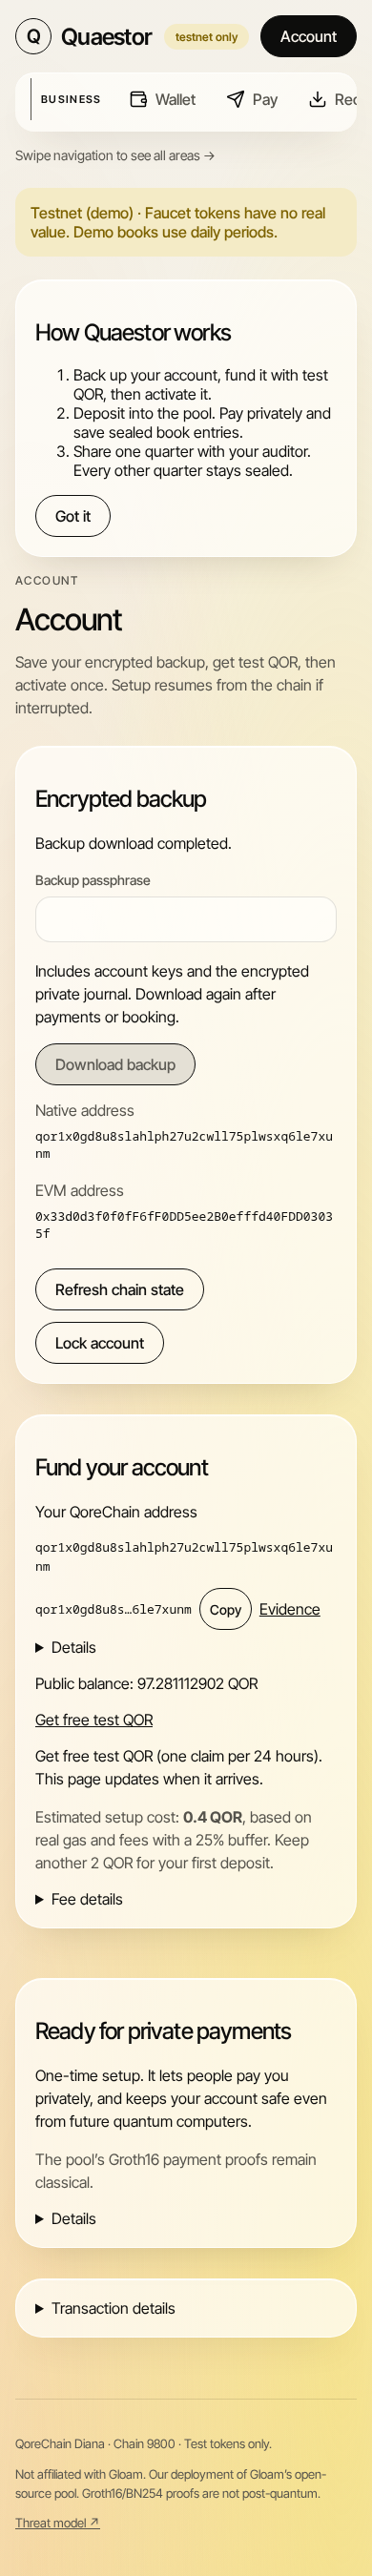 Q Quaestor testnet only Account
BUSINESS Wallet Pay Rec
Swipe navigation to see all areas →
Testnet (demo) · Faucet tokens have no real
value. Demo books use daily periods.
How Quaestor works
1. Back up your account, fund it with test
QOR, then activate it.
2. Deposit into the pool. Pay privately and
save sealed book entries.
3. Share one quarter with your auditor.
Every other quarter stays sealed.
Got it
ACCOUNT
Account
Save your encrypted backup, get test QOR, then
activate once. Setup resumes from the chain if
interrupted.
Encrypted backup
Backup download completed.
Backup passphrase
Includes account keys and the encrypted
private journal. Download again after
payments or booking.
Download backup
Native address
qor1x0gd8u8slahlph27u2cwll75plwsxq6le7xu
nm
EVM address
0x33d0d3f0f0fF6fF0DD5ee2B0efffd40FDD0303
5f
Refresh chain state
Lock account
Fund your account
Your QoreChain address
qor1x0gd8u8slahlph27u2cwll75plwsxq6le7xu
nm
qor1x0gd8u8s…6le7xunm Copy Evidence
▶ Details
Public balance: 97.281112902 QOR
Get free test QOR
Get free test QOR (one claim per 24 hours).
This page updates when it arrives.
Estimated setup cost: 0.4 QOR, based on
real gas and fees with a 25% buffer. Keep
another 2 QOR for your first deposit.
▶ Fee details
Ready for private payments
One-time setup. It lets people pay you
privately, and keeps your account safe even
from future quantum computers.
The pool's Groth16 payment proofs remain
classical.
▶ Details
▶ Transaction details
QoreChain Diana · Chain 9800 · Test tokens only.
Not affiliated with Gloam. Our deployment of Gloam's open-
source pool. Groth16/BN254 proofs are not post-quantum.
Threat model ↗